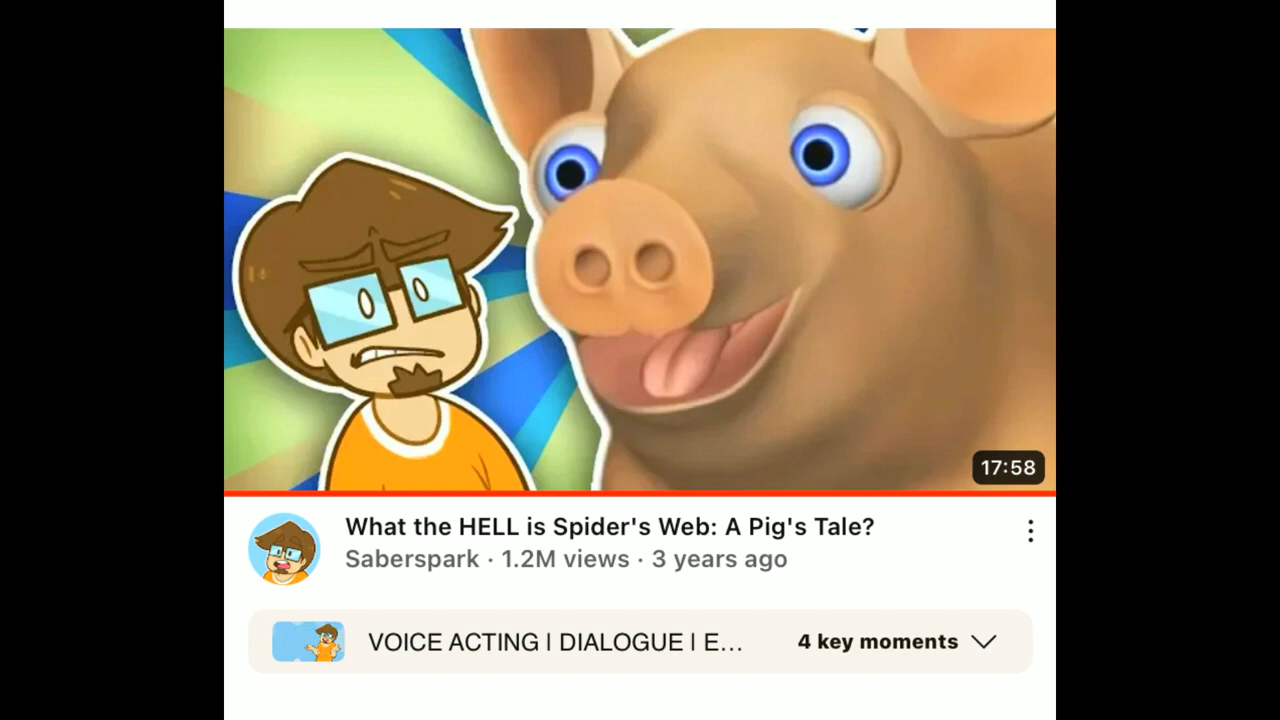 17:58
What the HELL is Spider's Web: A Pig's Tale?
Saberspark · 1.2M views · 3 years ago
VOICE ACTING | DIALOGUE | E... 4 key moments